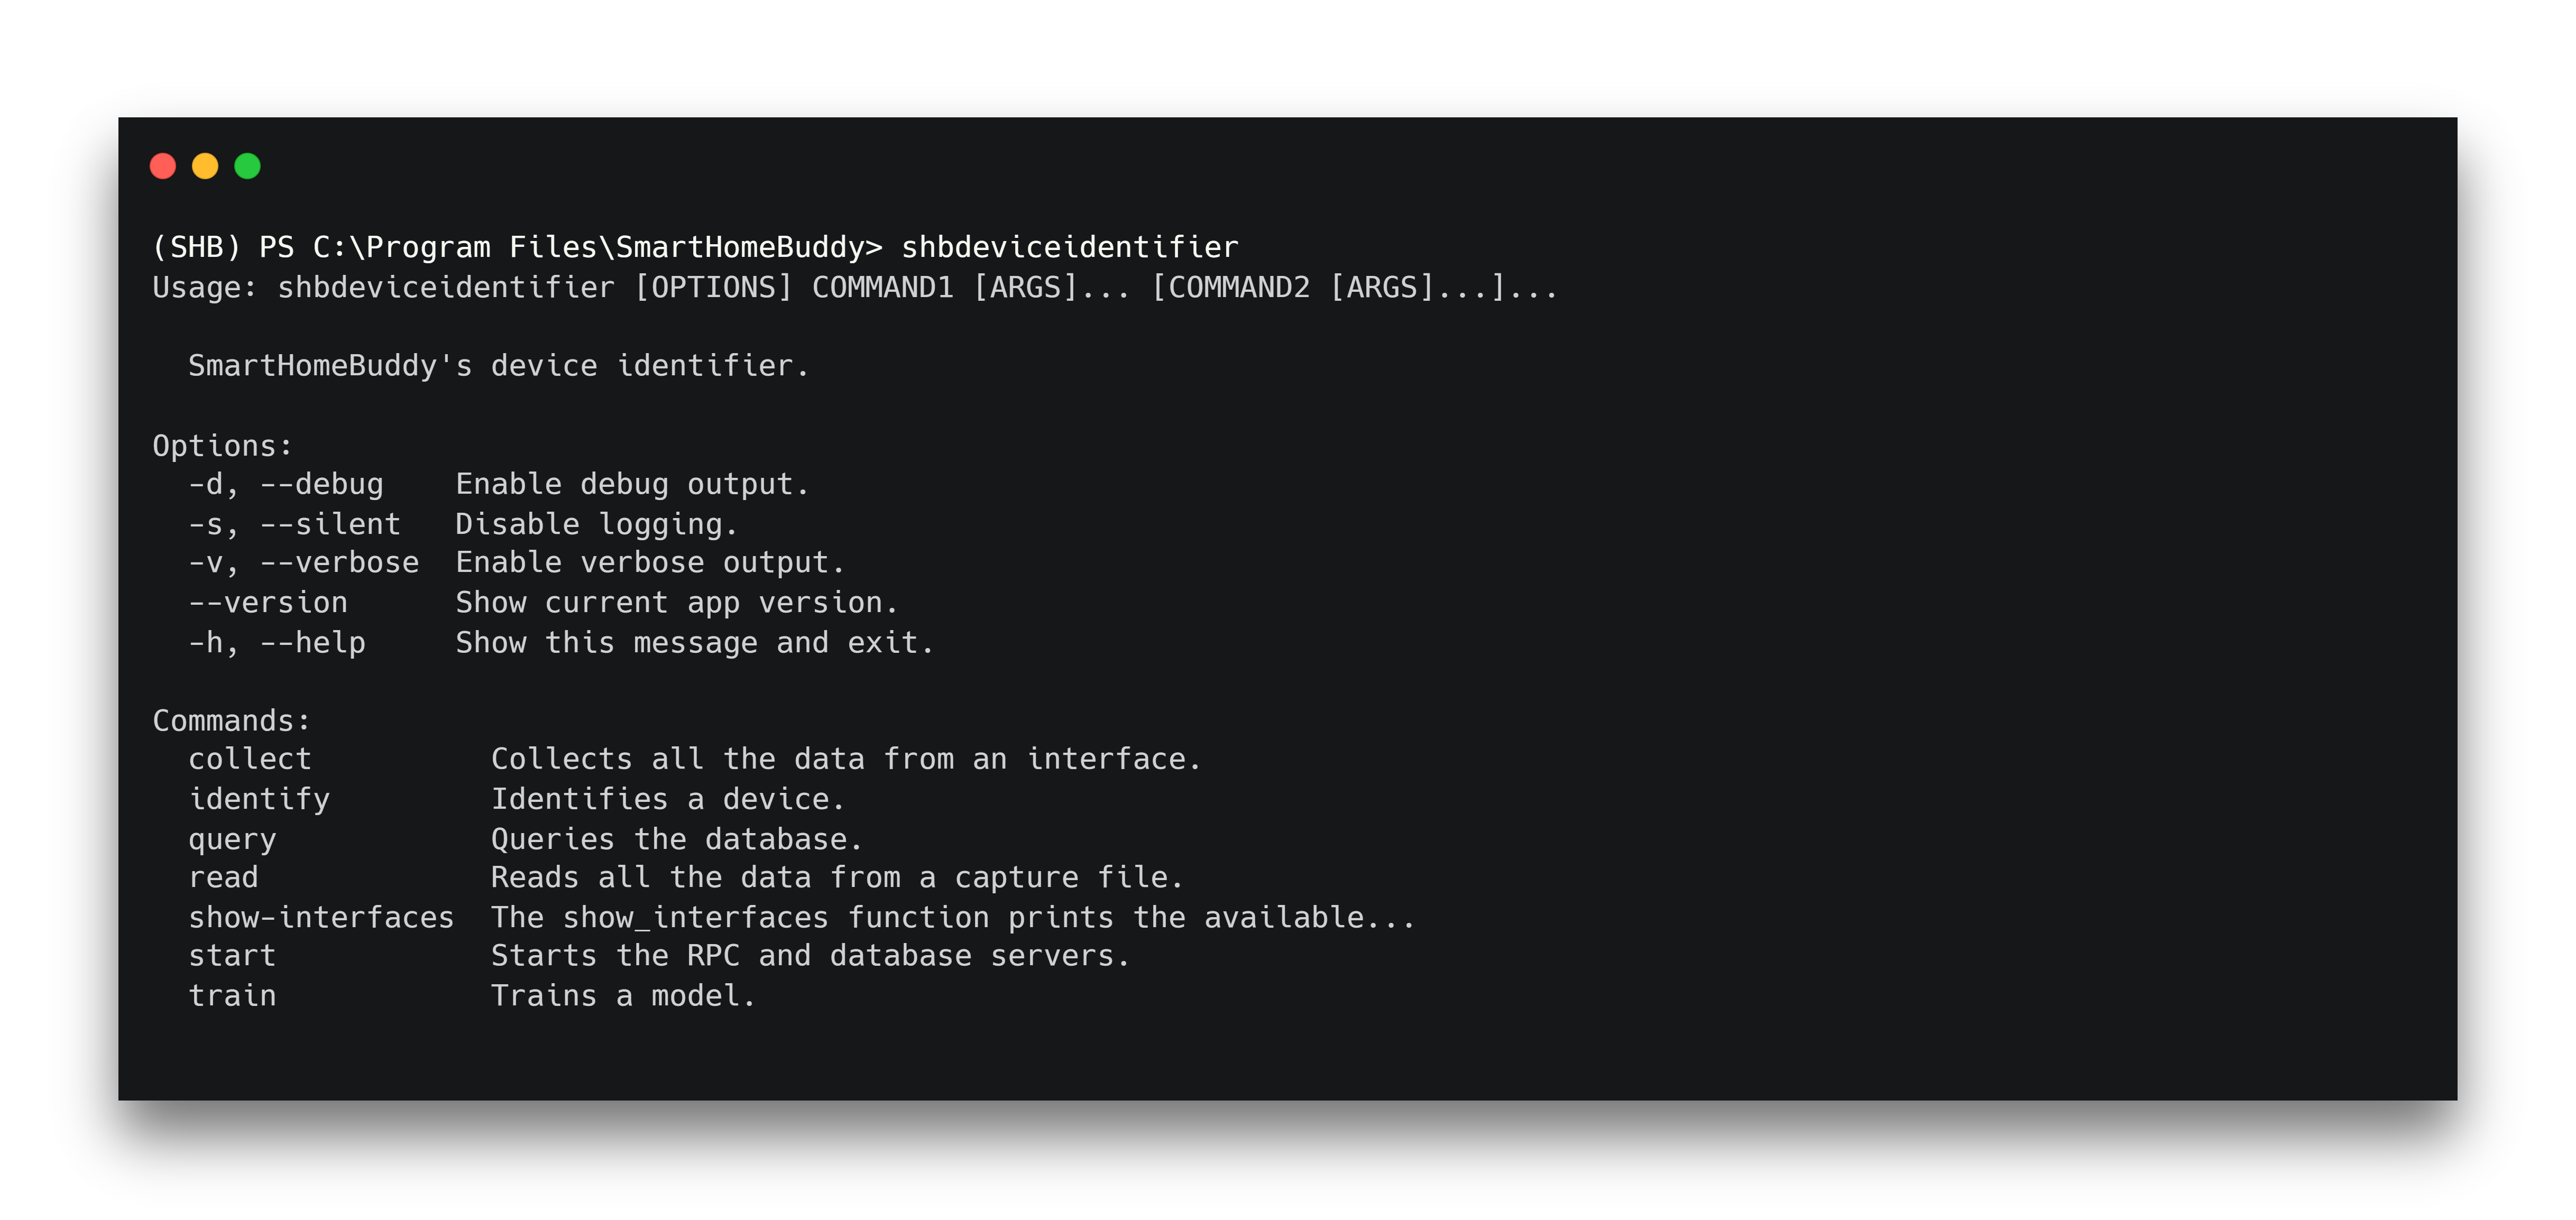 (SHB) PS C:\Program Files\SmartHomeBuddy> shbdeviceidentifier
Usage: shbdeviceidentifier [OPTIONS] COMMAND1 [ARGS]... [COMMAND2 [ARGS]...]...

  SmartHomeBuddy's device identifier.

Options:
  -d, --debug    Enable debug output.
  -s, --silent   Disable logging.
  -v, --verbose  Enable verbose output.
  --version      Show current app version.
  -h, --help     Show this message and exit.

Commands:
  collect          Collects all the data from an interface.
  identify         Identifies a device.
  query            Queries the database.
  read             Reads all the data from a capture file.
  show-interfaces  The show_interfaces function prints the available...
  start            Starts the RPC and database servers.
  train            Trains a model.